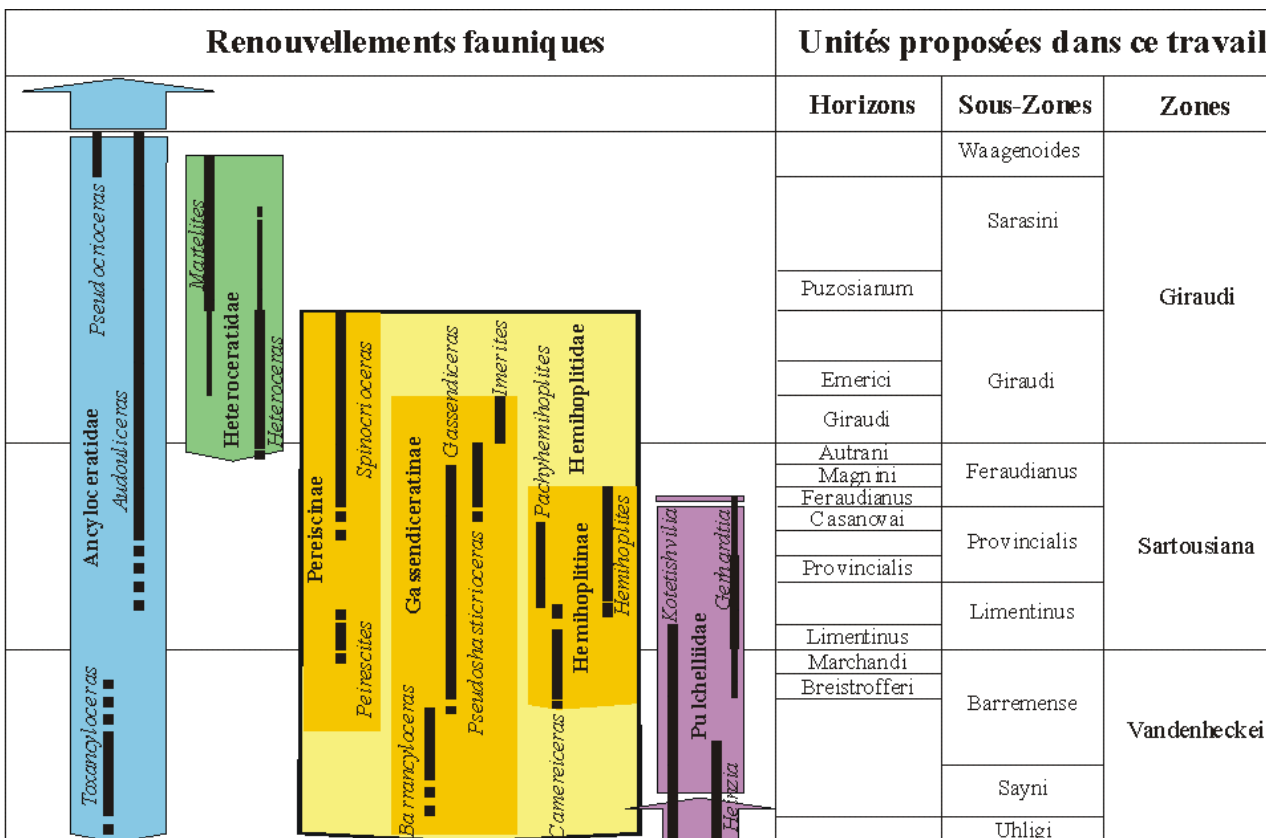 Renouvellements fauniques
Unités proposées dans ce travail
Horizons
Sous-Zones
Zones
Waagenoides
Sarasini
Puzosianum
Giraudi
Emerici
Giraudi
Giraudi
Autrani
Magnini
Feraudianus
Feraudianus
Casanovai
Provincialis
Provincialis
Sartousiana
Limentinus
Limentinus
Marchandi
Breistrofferi
Barremense
Vandenheckei
Sayni
Uhligi
Pseudocrioceras
Audouliceras
Ancyloceratidae
Toxancyloceras
Martelites
Heteroceratidae
Heteroceras
Spinocrioceras
Pereiscinae
Peirescites
Gassendiceras
Imerites
Gassendiceratinae
Pseudoshasticrioceras
Barrancyloceras
Pachyhemihoplites
Hemihoplitidae
Hemihoplites
Hemihoplitinae
Camereiceras
Kotetishvilia
Gerhardtia
Pulchelliidae
Heinzia